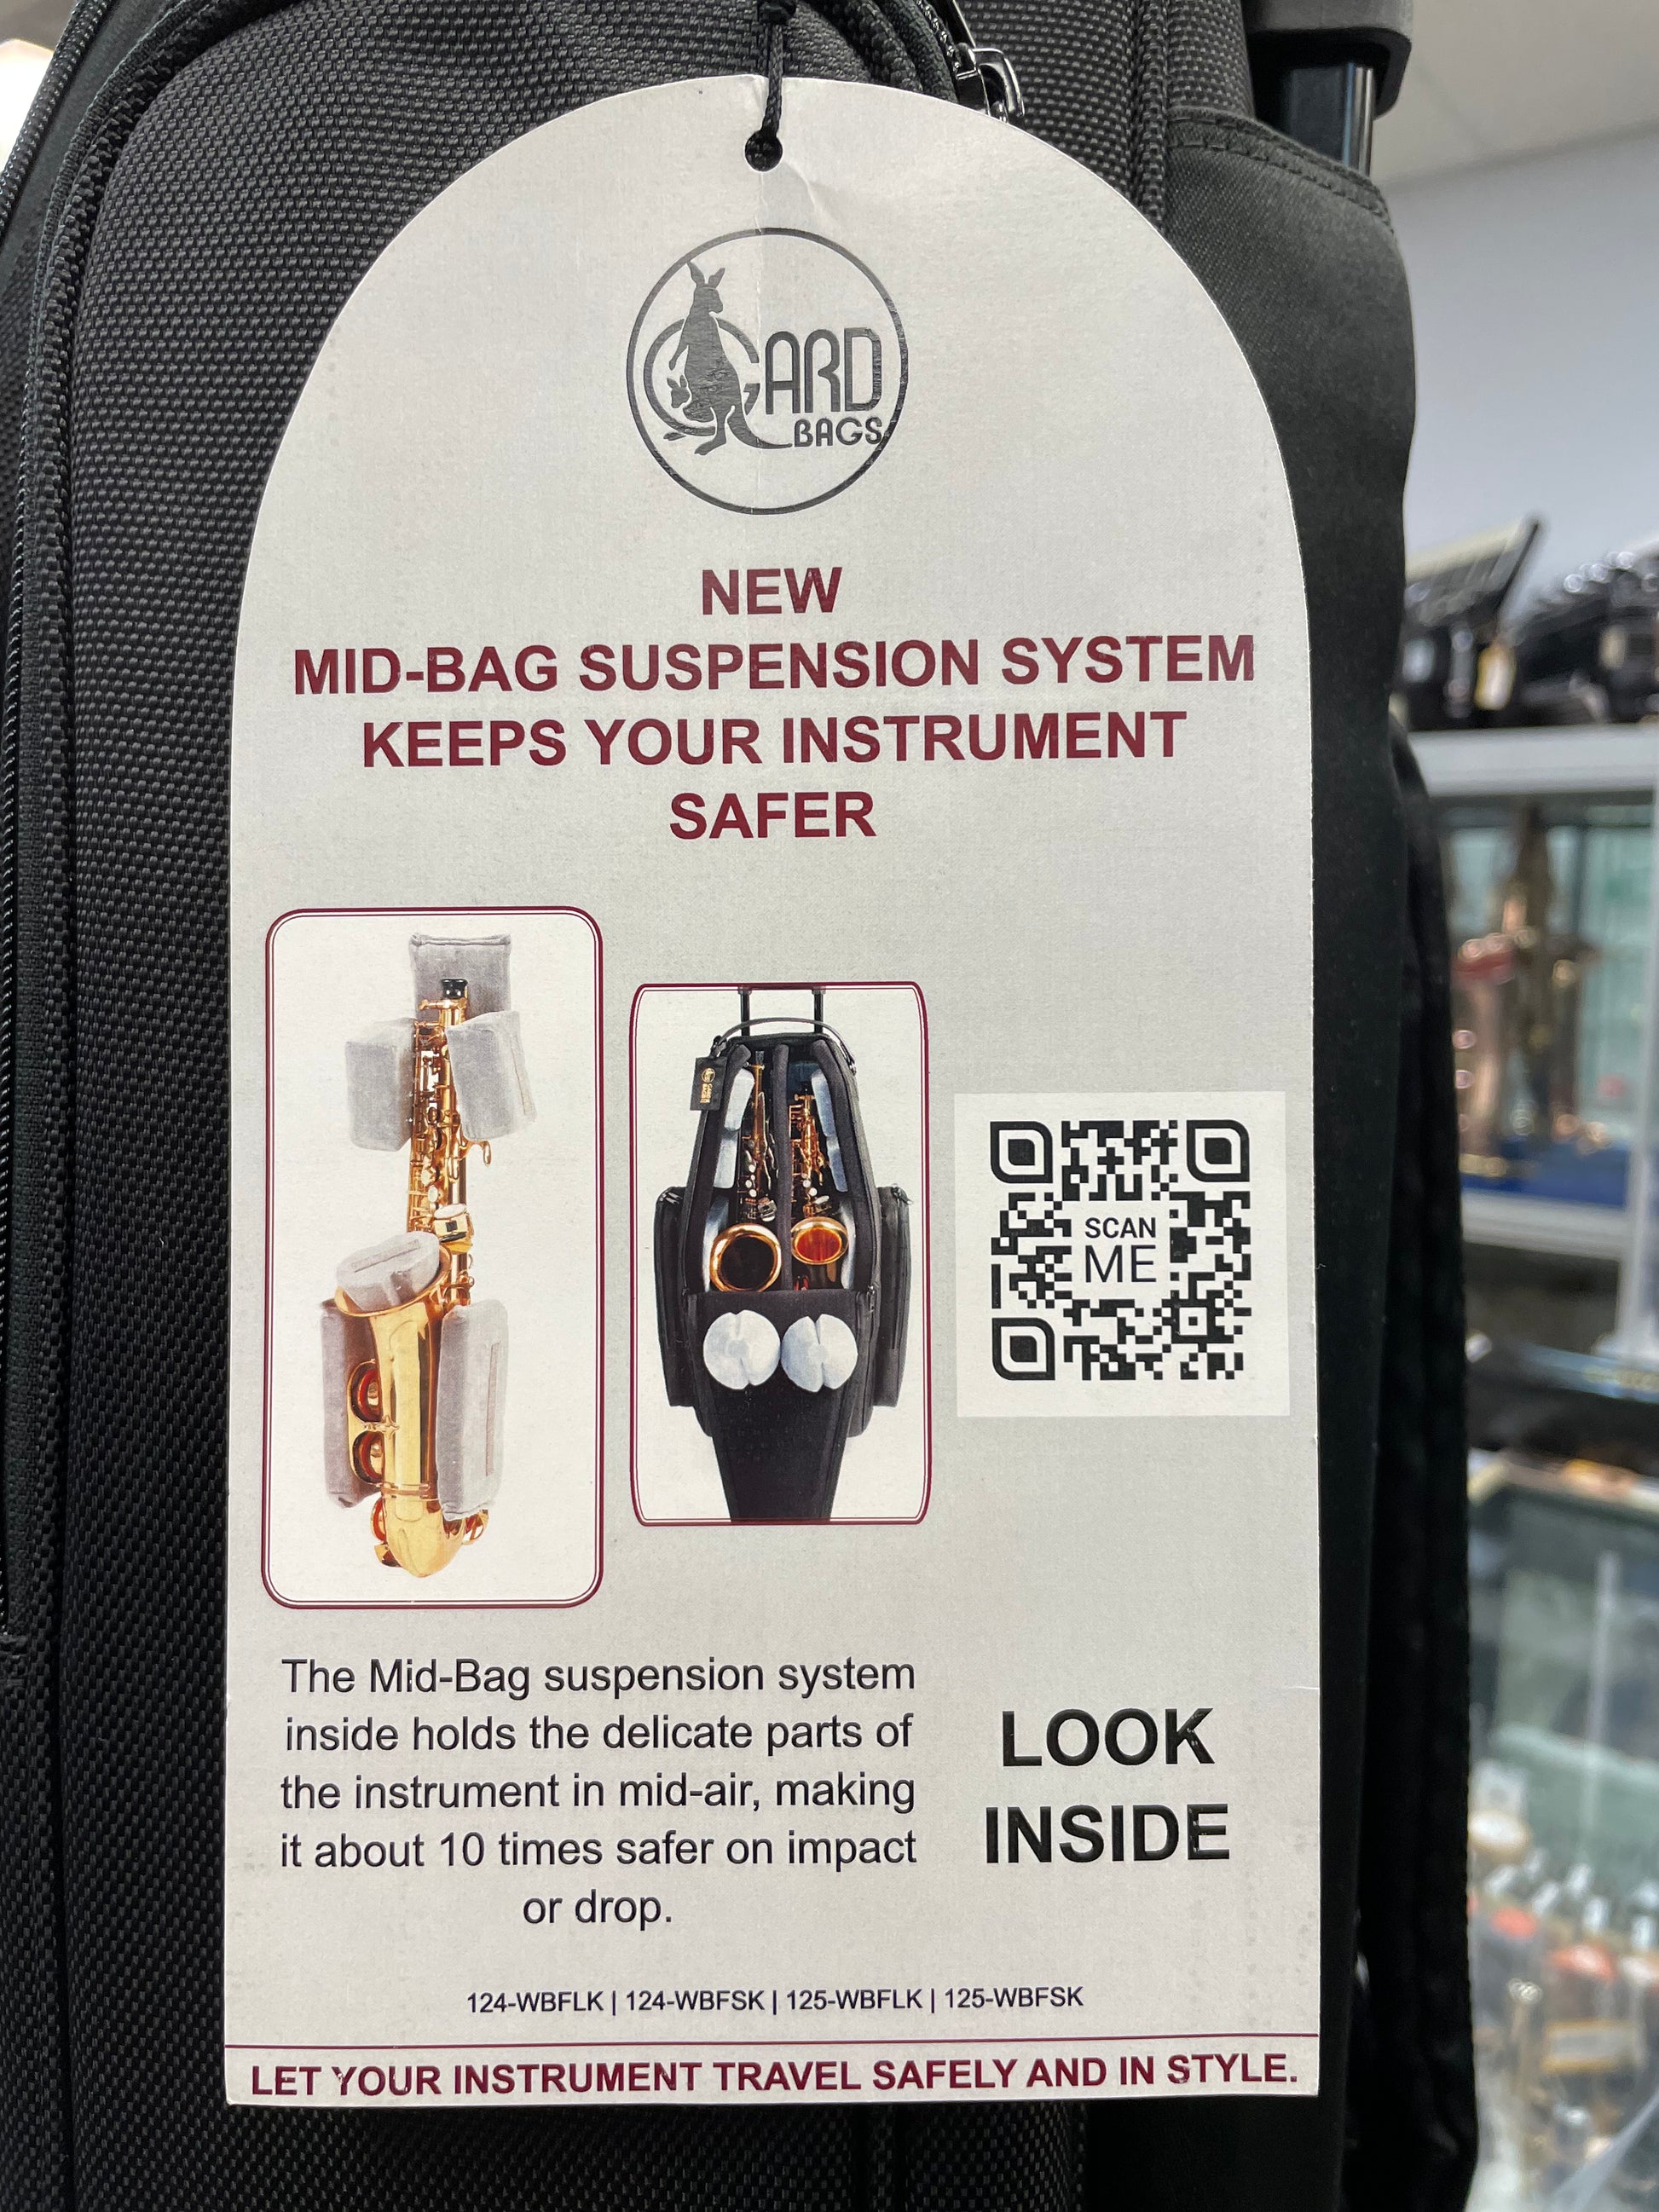 GARD
BAGS
NEW
MID-BAG SUSPENSION SYSTEM
KEEPS YOUR INSTRUMENT
SAFER
SCAN
ME
The Mid-Bag suspension system
inside holds the delicate parts of
the instrument in mid-air, making
it about 10 times safer on impact
or drop.
LOOK
INSIDE
124-WBFLK | 124-WBFSK | 125-WBFLK | 125-WBFSK
LET YOUR INSTRUMENT TRAVEL SAFELY AND IN STYLE.